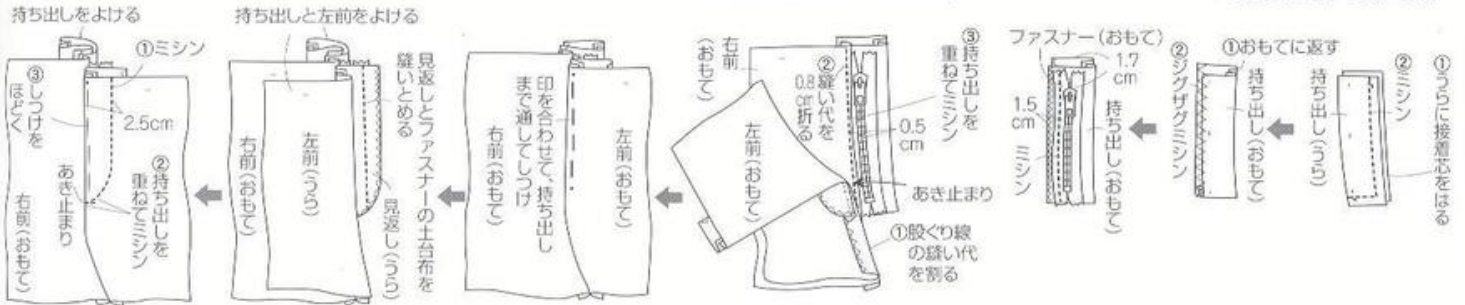 ①うらに接着芯をはる
②ミシン
持ち出し(うら)
①おもてに返す
持ち出し(おもて)
②ジグザグミシン
ファスナー(おもて)
1.7
cm
持ち出し(おもて)
1.5
cm
ミシン
③持ち出しを
重ねてミシン
②縫い代を
0.8
cm折る
0.5
cm
右前
(おもて)
左前(おもて)
あき止まり
①股ぐり線
の縫い代
を割る
左前(おもて)
印を合わせて、持ち出し
まで通してしつけ
右前(おもて)
持ち出しと左前をよける
見返しとファスナーの土台布を
縫いとめる
見返し(うら)
左前(うら)
右前(おもて)
持ち出しをよける
①ミシン
2.5cm
②持ち出しを
重ねてミシン
③しつけを
ほどく
あき止まり
右前(おもて)